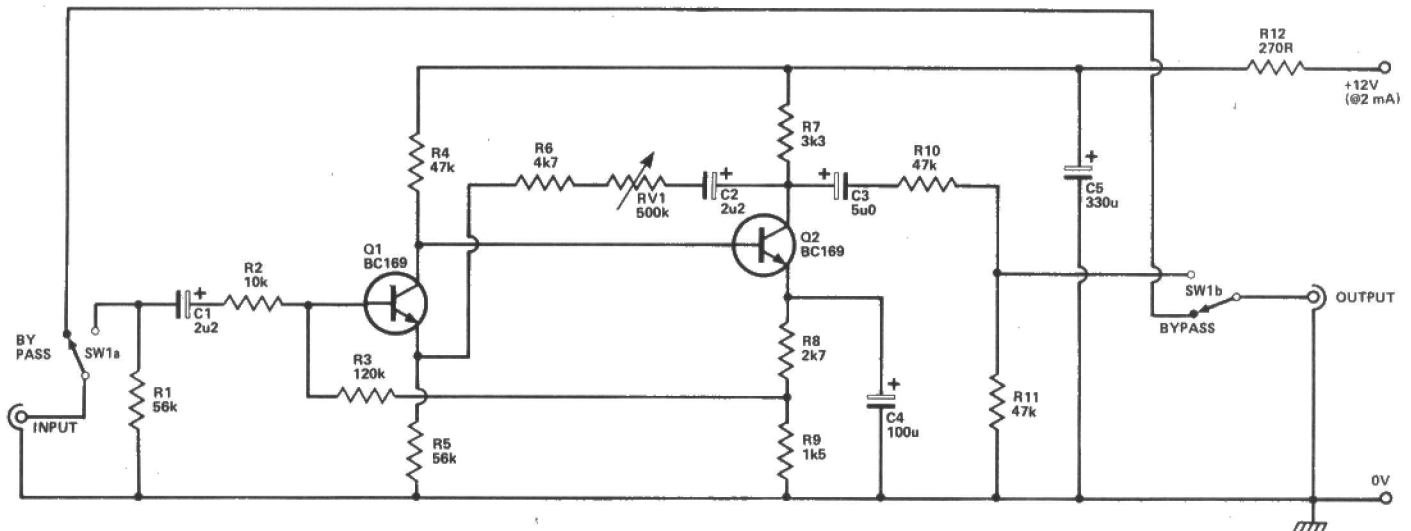 R12
270R
+12V
(@2 mA)
R4
47k
R6
4k7
RV1
500k
+
C2
2u2
R7
3k3
+
C3
5u0
R10
47k
+
C5
330u
Q1
BC169
Q2
BC169
R2
10k
+
C1
2u2
BY
PASS
SW1a
R1
56k
INPUT
R3
120k
R5
56k
R8
2k7
R9
1k5
+
C4
100u
R11
47k
SW1b
BYPASS
OUTPUT
0V